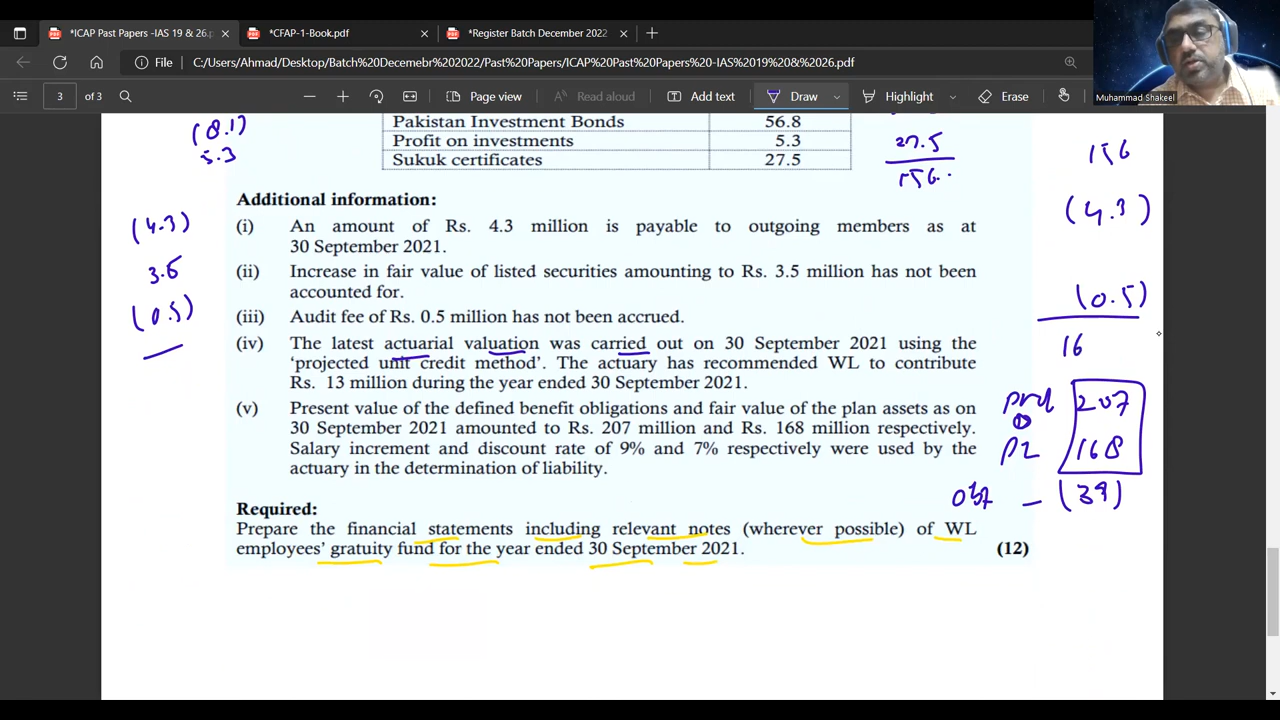 *ICAP Past Papers -IAS 19 & 26.p
*CFAP-1-Book.pdf
*Register Batch December 2022
File
C:/Users/Ahmad/Desktop/Batch%20Decemebr%202022/Past%20Papers/ICAP%20Past%20Papers%20-IAS%2019%20&%206.pdf
Muhammad Shakeel
3
of 3
Page view
Read aloud
Add text
Draw
Highlight
Erase
(8.1)
5.3
Pakistan Investment Bonds 56.8
Profit on investments 5.3
Sukuk certificates 27.5
27.5
156.
156
(4.3)
(0.5)
16
Additional information:
(4.3)
3.5
(0.5)
(i) An amount of Rs. 4.3 million is payable to outgoing members as at
30 September 2021.
(ii) Increase in fair value of listed securities amounting to Rs. 3.5 million has not been
accounted for.
(iii) Audit fee of Rs. 0.5 million has not been accrued.
(iv) The latest actuarial valuation was carried out on 30 September 2021 using the
'projected unit credit method'. The actuary has recommended WL to contribute
Rs. 13 million during the year ended 30 September 2021.
(v) Present value of the defined benefit obligations and fair value of the plan assets as on
30 September 2021 amounted to Rs. 207 million and Rs. 168 million respectively.
Salary increment and discount rate of 9% and 7% respectively were used by the
actuary in the determination of liability.
207
168
(39)
Required:
Prepare the financial statements including relevant notes (wherever possible) of WL
employees' gratuity fund for the year ended 30 September 2021. (12)